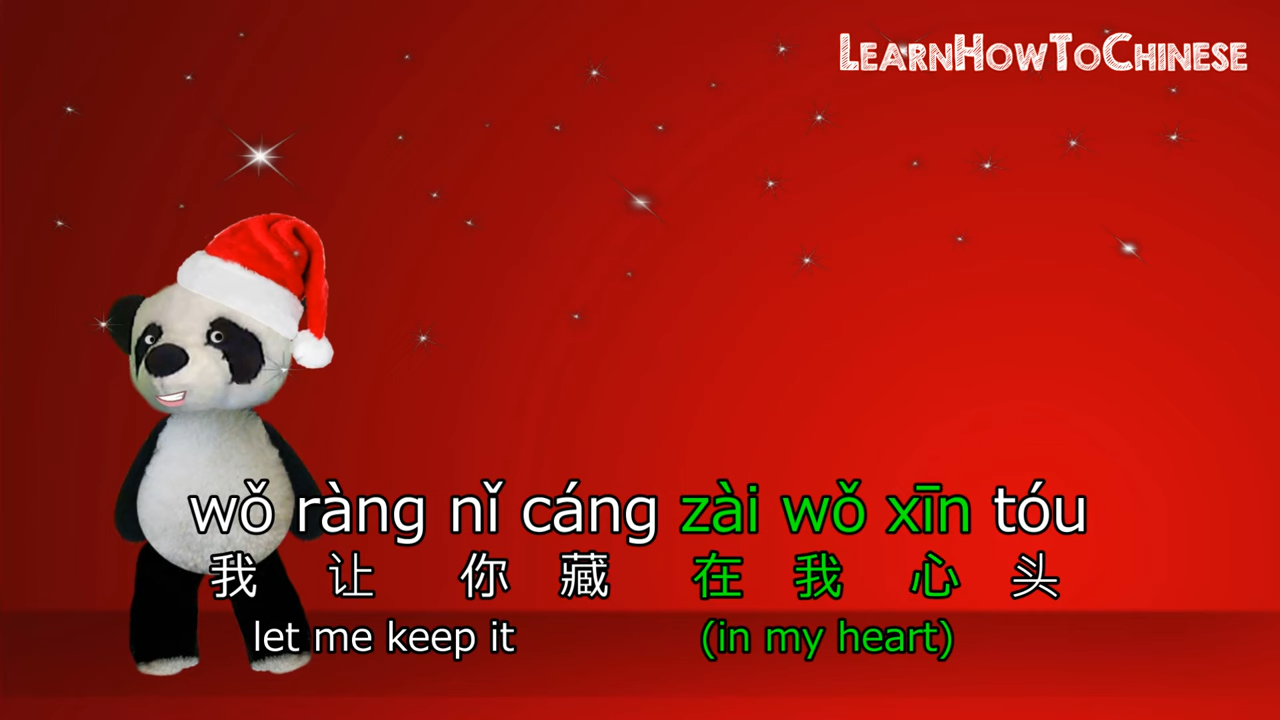 LearnHowToChinese
wǒ ràng nǐ cáng zài wǒ xīn tóu
我 让 你 藏 在 我 心 头
let me keep it (in my heart)